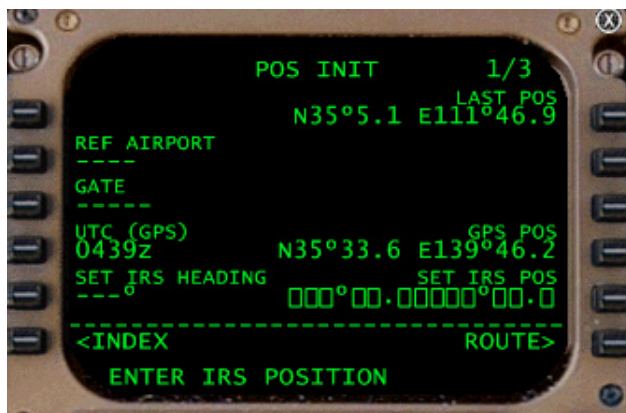 POS INIT 1/3
LAST POS
N35°5.1 E111°46.9
REF AIRPORT
----
GATE
-----
UTC (GPS) GPS POS
0439z N35°33.6 E139°46.2
SET IRS HEADING SET IRS POS
---° □□□°□□.□□□□□°□□.□
<INDEX ROUTE>
ENTER IRS POSITION
X